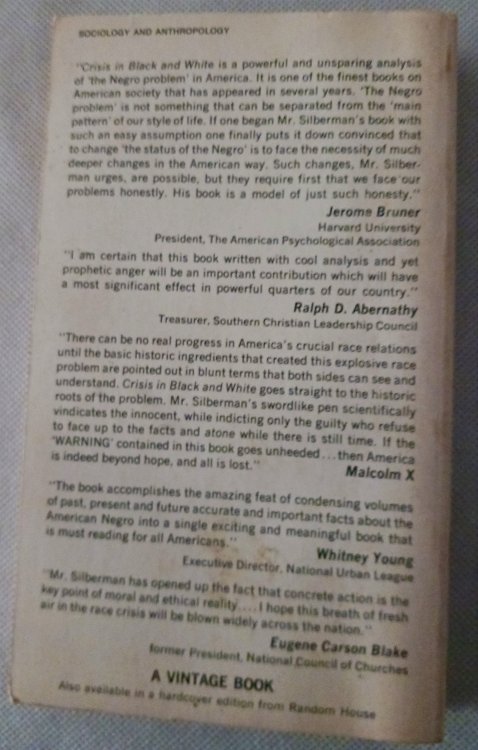 SOCIOLOGY AND ANTHROPOLOGY
"Crisis in Black and White is a powerful and unsparing analysis
of 'the Negro problem' in America. It is one of the finest books on
American society that has appeared in several years. 'The Negro
problem' is not something that can be separated from the 'main
pattern' of our style of life. If one began Mr. Silberman's book with
such an easy assumption one finally puts it down convinced that
to change 'the status of the Negro' is to face the necessity of much
deeper changes in the American way. Such changes, Mr. Silber-
man urges, are possible, but they require first that we face our
problems honestly. His book is a model of just such honesty."
Jerome Bruner
Harvard University
President, The American Psychological Association
"I am certain that this book written with cool analysis and yet
prophetic anger will be an important contribution which will have
a most significant effect in powerful quarters of our country."
Ralph D. Abernathy
Treasurer, Southern Christian Leadership Council
"There can be no real progress in America's crucial race relations
until the basic historic ingredients that created this explosive race
problem are pointed out in blunt terms that both sides can see and
understand. Crisis in Black and White goes straight to the historic
roots of the problem. Mr. Silberman's swordlike pen scientifically
vindicates the innocent, while indicting only the guilty who refuse
to face up to the facts and atone while there is still time. If the
'WARNING' contained in this book goes unheeded...then America
is indeed beyond hope, and all is lost."
Malcolm X
"The book accomplishes the amazing feat of condensing volumes
of past, present and future accurate and important facts about the
American Negro into a single exciting and meaningful book that
is must reading for all Americans."
Whitney Young
Executive Director, National Urban League
"Mr. Silberman has opened up the fact that concrete action is the
key point of moral and ethical reality....I hope this breath of fresh
air in the race crisis will be blown widely across the nation."
Eugene Carson Blake
former President, National Council of Churches
A VINTAGE BOOK
Also available in a hardcover edition from Random House